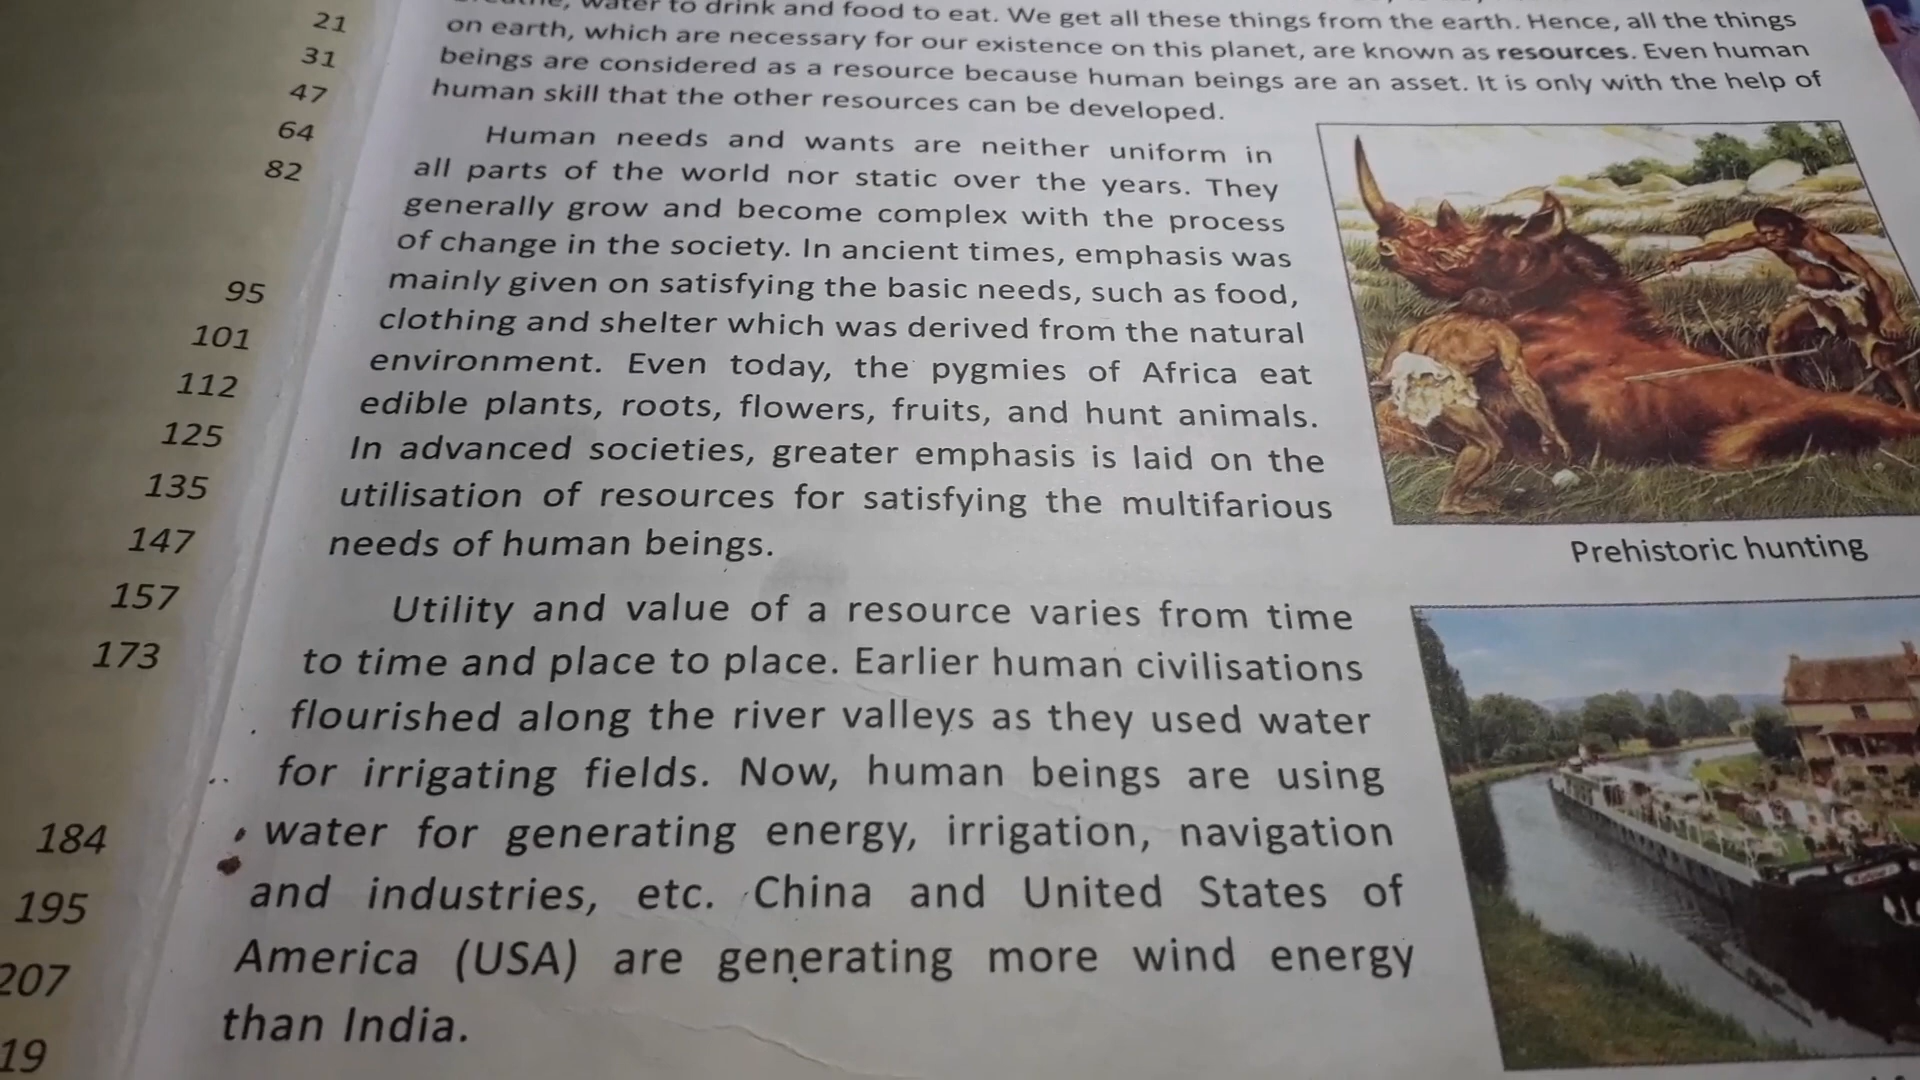 21
31
47
64
82
95
101
112
125
135
147
157
173
184
195
207
19
water to drink and food to eat. We get all these things from the earth. Hence, all the things
on earth, which are necessary for our existence on this planet, are known as resources. Even human
beings are considered as a resource because human beings are an asset. It is only with the help of
human skill that the other resources can be developed.
Human needs and wants are neither uniform in
all parts of the world nor static over the years. They
generally grow and become complex with the process
of change in the society. In ancient times, emphasis was
mainly given on satisfying the basic needs, such as food,
clothing and shelter which was derived from the natural
environment. Even today, the pygmies of Africa eat
edible plants, roots, flowers, fruits, and hunt animals.
In advanced societies, greater emphasis is laid on the
utilisation of resources for satisfying the multifarious
needs of human beings.
Prehistoric hunting
Utility and value of a resource varies from time
to time and place to place. Earlier human civilisations
flourished along the river valleys as they used water
for irrigating fields. Now, human beings are using
water for generating energy, irrigation, navigation
and industries, etc. China and United States of
America (USA) are generating more wind energy
than India.